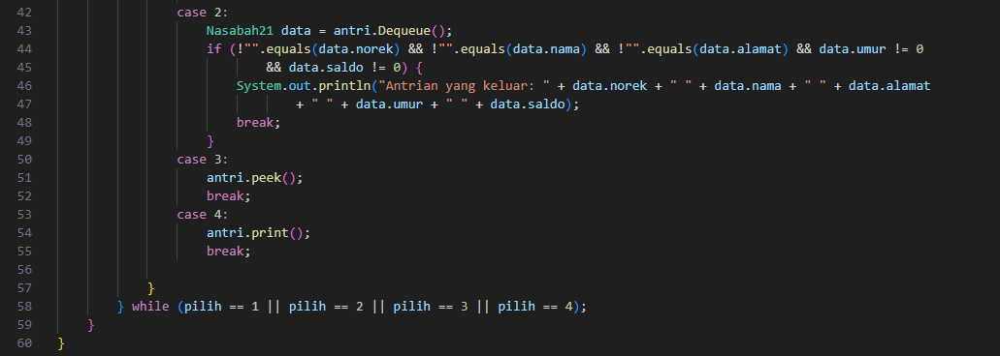 42 case 2:
43 Nasabah21 data = antri.Dequeue();
44 if (!"".equals(data.norek) && !"".equals(data.nama) && !"".equals(data.alamat) && data.umur != 0
45 && data.saldo != 0) {
46 System.out.println("Antrian yang keluar: " + data.norek + " " + data.nama + " " + data.alamat
47 + " " + data.umur + " " + data.saldo);
48 break;
49 }
50 case 3:
51 antri.peek();
52 break;
53 case 4:
54 antri.print();
55 break;
56
57 }
58 } while (pilih == 1 || pilih == 2 || pilih == 3 || pilih == 4);
59 }
60 }